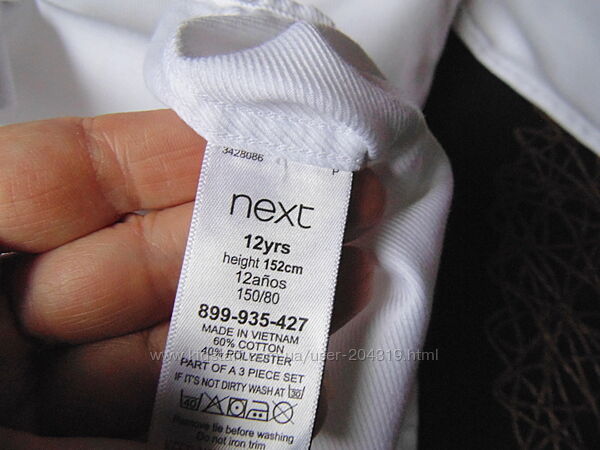 3428086
P
next
12yrs
height 152cm
12años
150/80
899-935-427
MADE IN VIETNAM
60% COTTON
40% POLYESTER
PART OF A 3 PIECE SET
IF IT'S NOT DIRTY WASH AT 30
40
Remove tie before washing
Do not iron trim